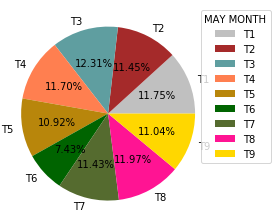 MAY MONTH
T1
T2
T3
T4
T5
T6
T7
T8
T9
T3
T2
T4
T1
T5
T9
T6
T7
T8
12.31%
11.45%
11.70%
11.75%
10.92%
11.04%
7.43%
11.43%
11.97%